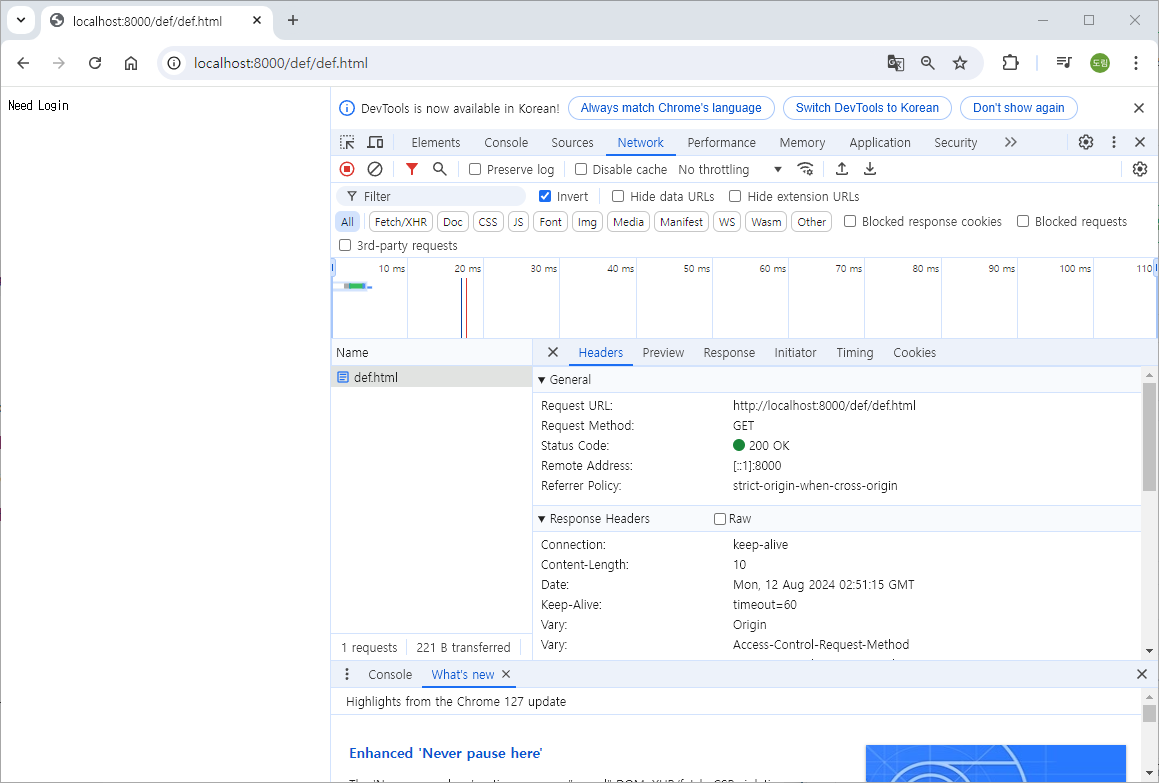 localhost:8000/def/def.html
localhost:8000/def/def.html
도림
Need Login
DevTools is now available in Korean! Always match Chrome's language Switch DevTools to Korean Don't show again
Elements Console Sources Network Performance Memory Application Security
Preserve log Disable cache No throttling
Filter Invert Hide data URLs Hide extension URLs
All Fetch/XHR Doc CSS JS Font Img Media Manifest WS Wasm Other Blocked response cookies Blocked requests
3rd-party requests
10 ms 20 ms 30 ms 40 ms 50 ms 60 ms 70 ms 80 ms 90 ms 100 ms 110
Name Headers Preview Response Initiator Timing Cookies
def.html
General
Request URL: http://localhost:8000/def/def.html
Request Method: GET
Status Code: 200 OK
Remote Address: [::1]:8000
Referrer Policy: strict-origin-when-cross-origin
Response Headers Raw
Connection: keep-alive
Content-Length: 10
Date: Mon, 12 Aug 2024 02:51:15 GMT
Keep-Alive: timeout=60
Vary: Origin
Vary: Access-Control-Request-Method
1 requests 221 B transferred
Console What's new
Highlights from the Chrome 127 update
Enhanced 'Never pause here'